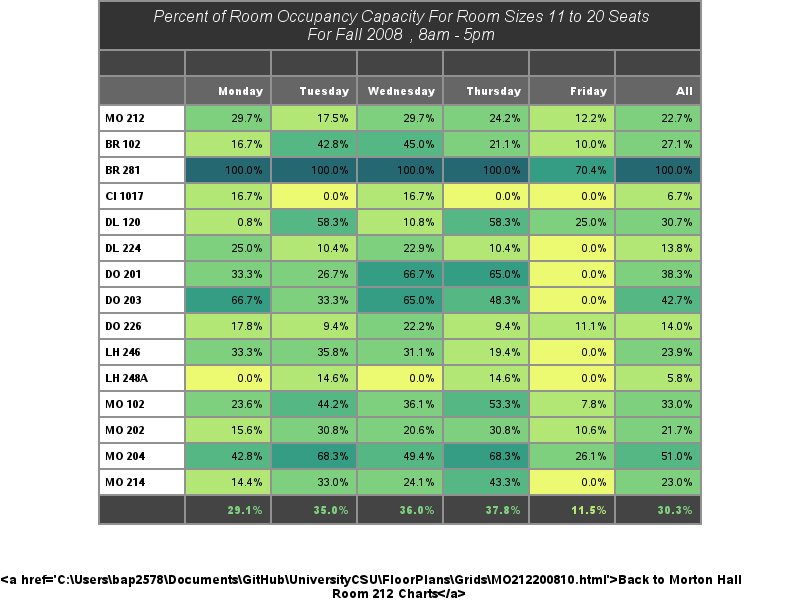 Percent of Room Occupancy Capacity For Room Sizes 11 to 20 Seats
For Fall 2008 , 8am - 5pm
Monday Tuesday Wednesday Thursday Friday All
MO 212 29.7% 17.5% 29.7% 24.2% 12.2% 22.7%
BR 102 16.7% 42.8% 45.0% 21.1% 10.0% 27.1%
BR 281 100.0% 100.0% 100.0% 100.0% 70.4% 100.0%
CI 1017 16.7% 0.0% 16.7% 0.0% 0.0% 6.7%
DL 120 0.8% 58.3% 10.8% 58.3% 25.0% 30.7%
DL 224 25.0% 10.4% 22.9% 10.4% 0.0% 13.8%
DO 201 33.3% 26.7% 66.7% 65.0% 0.0% 38.3%
DO 203 66.7% 33.3% 65.0% 48.3% 0.0% 42.7%
DO 226 17.8% 9.4% 22.2% 9.4% 11.1% 14.0%
LH 246 33.3% 35.8% 31.1% 19.4% 0.0% 23.9%
LH 248A 0.0% 14.6% 0.0% 14.6% 0.0% 5.8%
MO 102 23.6% 44.2% 36.1% 53.3% 7.8% 33.0%
MO 202 15.6% 30.8% 20.6% 30.8% 10.6% 21.7%
MO 204 42.8% 68.3% 49.4% 68.3% 26.1% 51.0%
MO 214 14.4% 33.0% 24.1% 43.3% 0.0% 23.0%
29.1% 35.0% 36.0% 37.8% 11.5% 30.3%
<a href='C:\Users\bap2578\Documents\GitHub\UniversityCSU\FloorPlans\Grids\MO212200810.html'>Back to Morton Hall
Room 212 Charts</a>